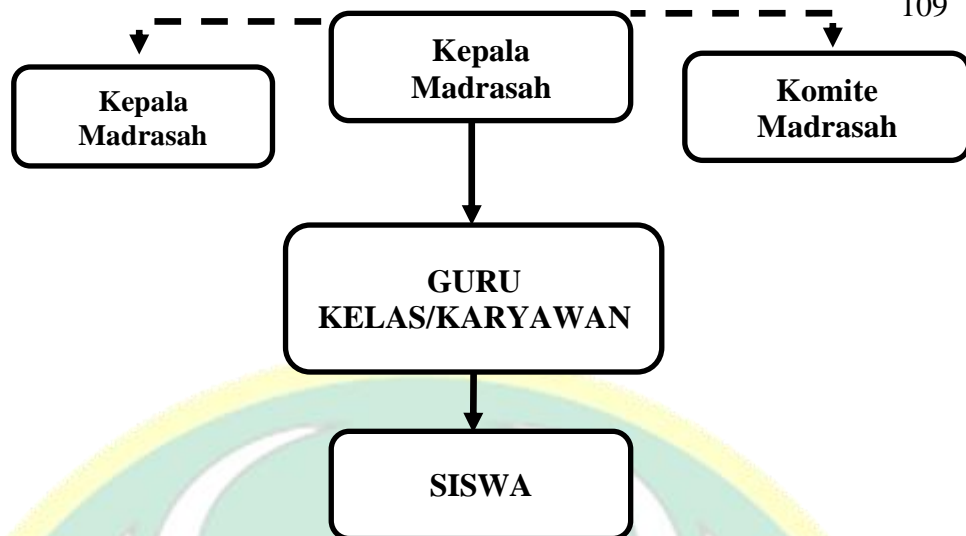 109
Kepala
Madrasah
Kepala
Madrasah
Komite
Madrasah
GURU
KELAS/KARYAWAN
SISWA